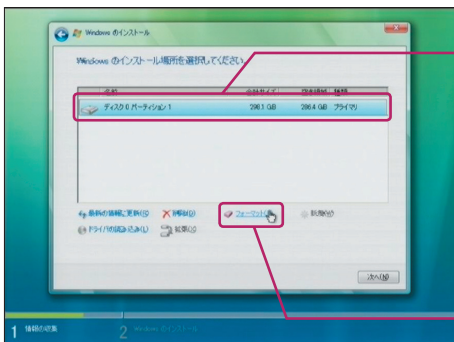 Windows のインストール
Windows のインストール場所を選択してください。
名前 合計サイズ 空き領域 種類
ディスク 0 パーティション 1 298.1 GB 286.4 GB プライマリ
最新の情報に更新(R) 削除(D) フォーマット 新規(W)
ドライバの読み込み(L) 拡張(E)
次へ(N)
1 情報の収集 2 Windows のインストール